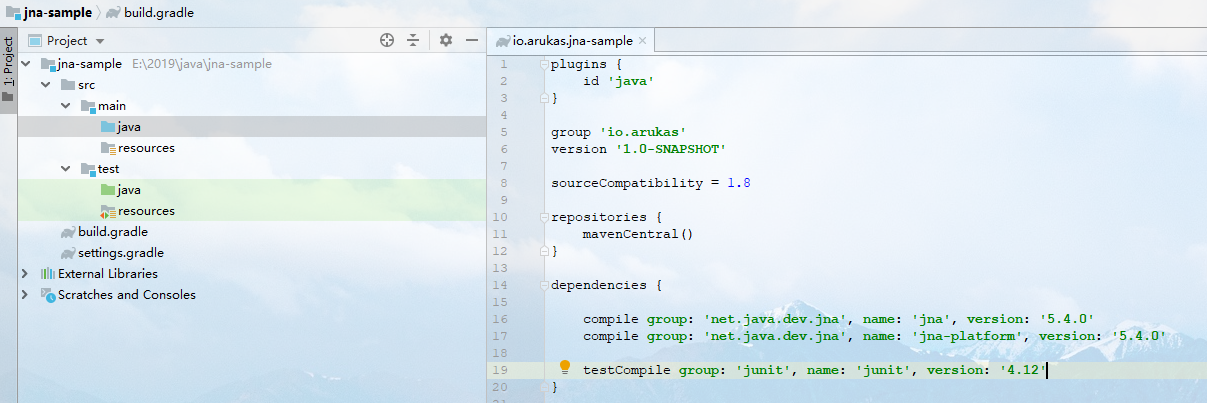 jna-sample build.gradle
1: Project
Project
jna-sample E:\2019\java\jna-sample
src
main
java
resources
test
java
resources
build.gradle
settings.gradle
External Libraries
Scratches and Consoles
io.arukas.jna-sample
1 plugins {
2     id 'java'
3 }
4
5 group 'io.arukas'
6 version '1.0-SNAPSHOT'
7
8 sourceCompatibility = 1.8
9
10 repositories {
11     mavenCentral()
12 }
13
14 dependencies {
15
16     compile group: 'net.java.dev.jna', name: 'jna', version: '5.4.0'
17     compile group: 'net.java.dev.jna', name: 'jna-platform', version: '5.4.0'
18
19     testCompile group: 'junit', name: 'junit', version: '4.12'
20 }